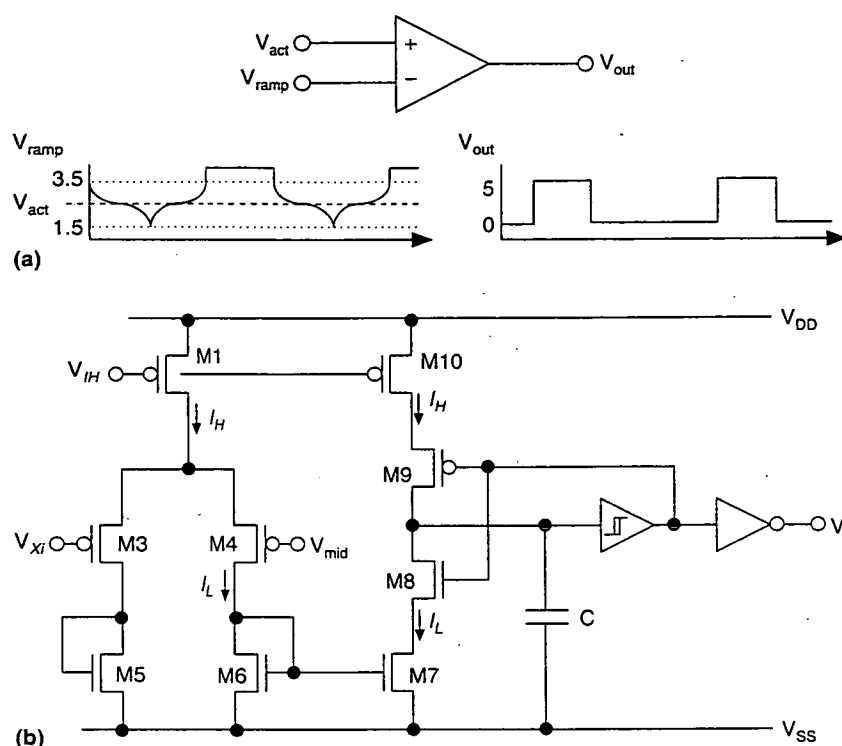 V_act
+
V_ramp
−
V_out
V_ramp
3.5
V_act
1.5
V_out
5
0
(a)
V_DD
V_IH
M1
M10
I_H
I_H
M9
V_Xi
M3
M4
V_mid
V
M8
I_L
I_L
C
M5
M6
M7
(b)
V_SS